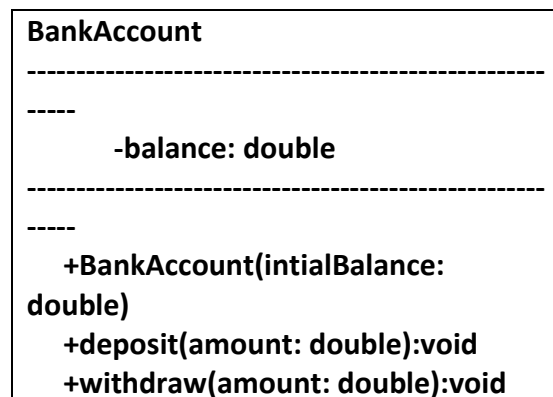 BankAccount
-----------------------------------------------------
-----
-balance: double
-----------------------------------------------------
-----
+BankAccount(intialBalance:
double)
+deposit(amount: double):void
+withdraw(amount: double):void